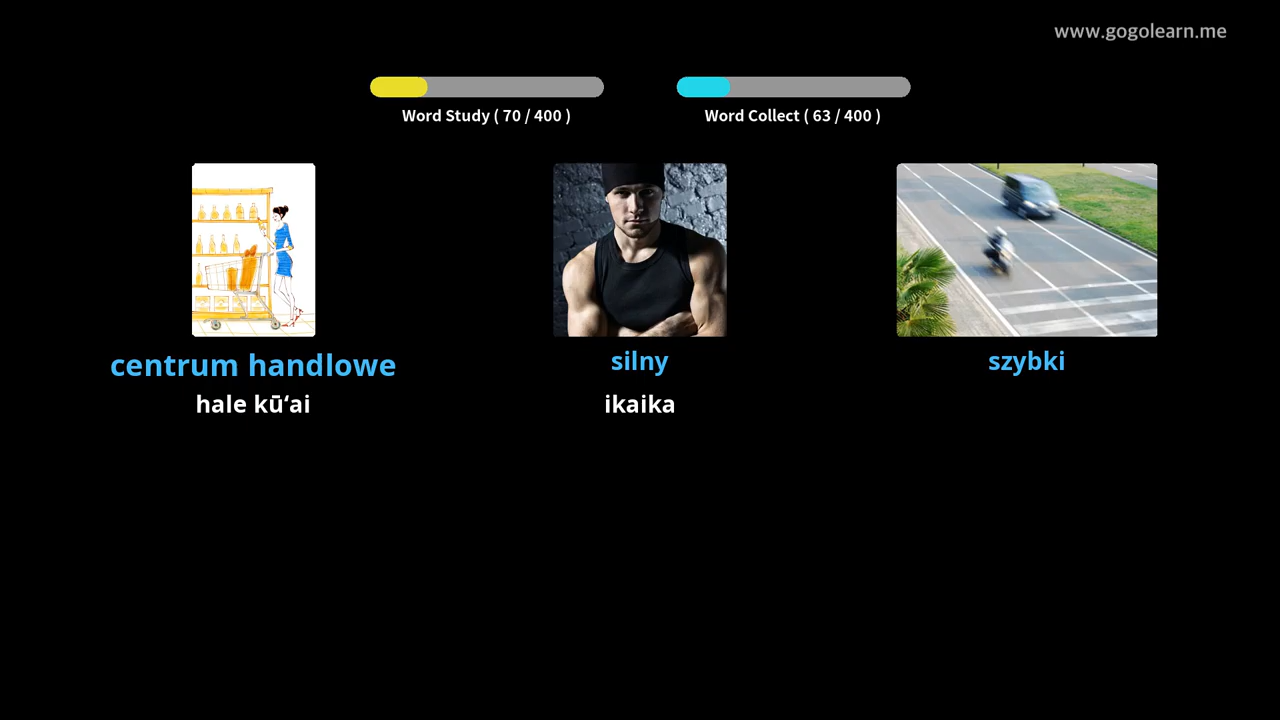 www.gogolearn.me
Word Study ( 70 / 400 )
Word Collect ( 63 / 400 )
centrum handlowe
silny
szybki
hale kūʻai
ikaika